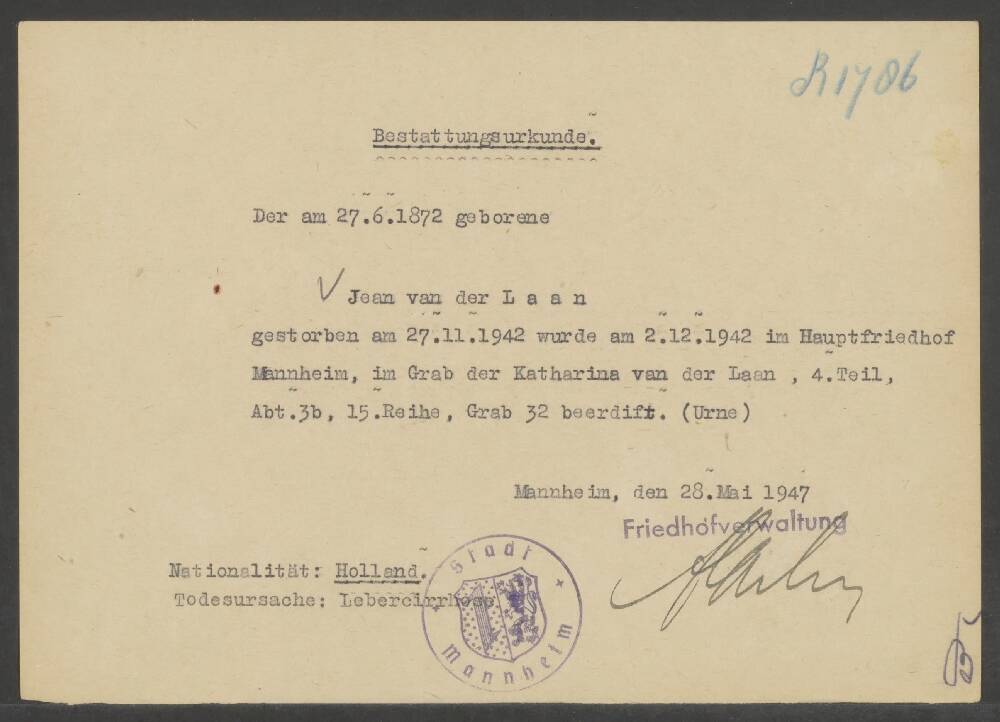 R 1786
Bestattungsurkunde.
Der am 27.6.1872 geborene
Jean van der L a a n
gestorben am 27.11.1942 wurde am 2.12.1942 im Hauptfriedhof
Mannheim, im Grab der Katharina van der Laan , 4.Teil,
Abt.3b, 15.Reihe, Grab 32 beerdift. (Urne)
Mannheim, den 28.Mai 1947
Friedhofverwaltung
Nationalität: Holland.
Todesursache: Lebercirrhose
Stadt
Mannheim